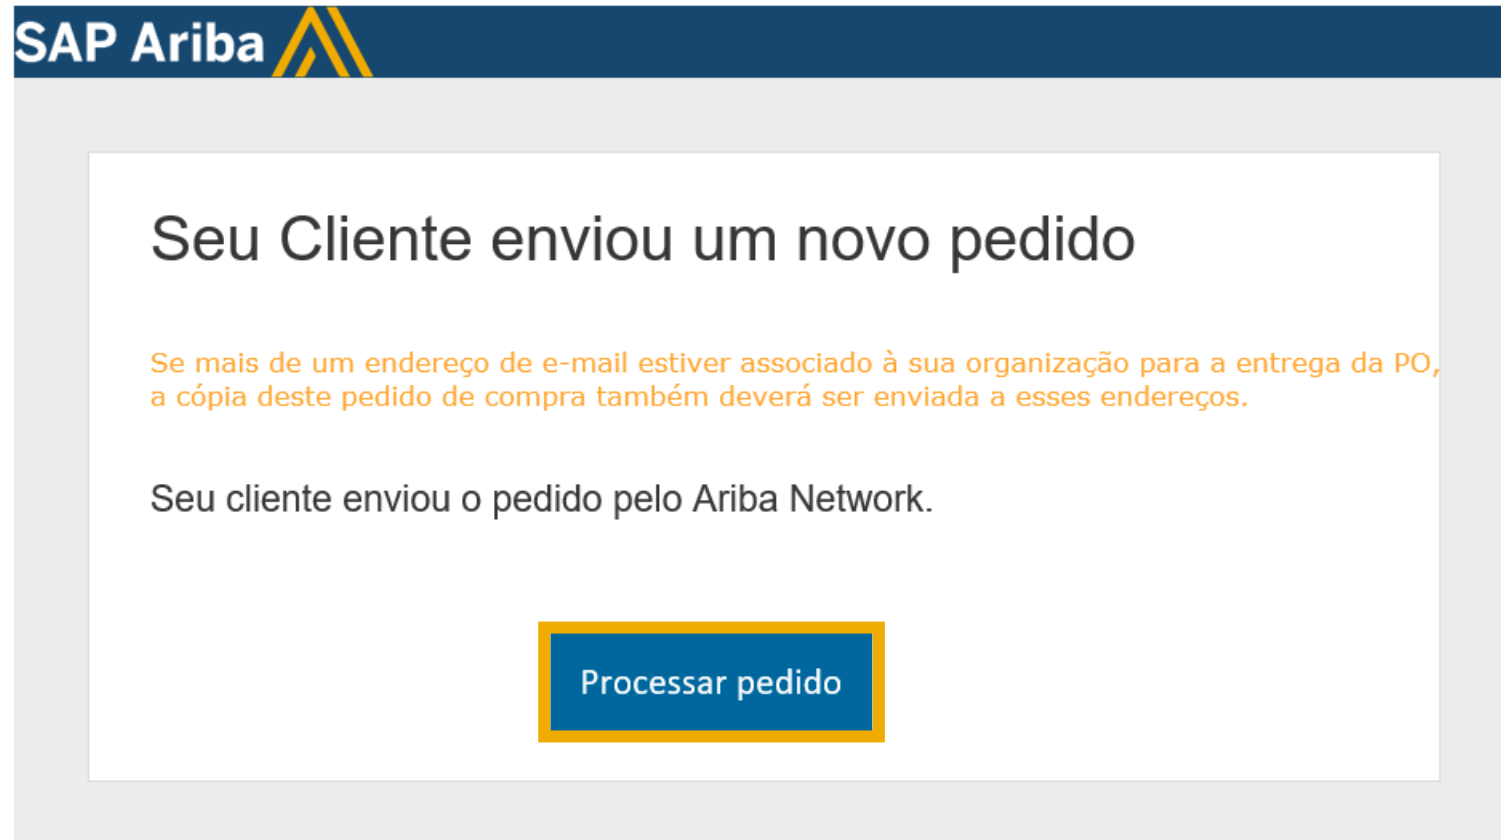 SAP Ariba
Seu Cliente enviou um novo pedido
Se mais de um endereço de e-mail estiver associado à sua organização para a entrega da PO,
a cópia deste pedido de compra também deverá ser enviada a esses endereços.
Seu cliente enviou o pedido pelo Ariba Network.
Processar pedido